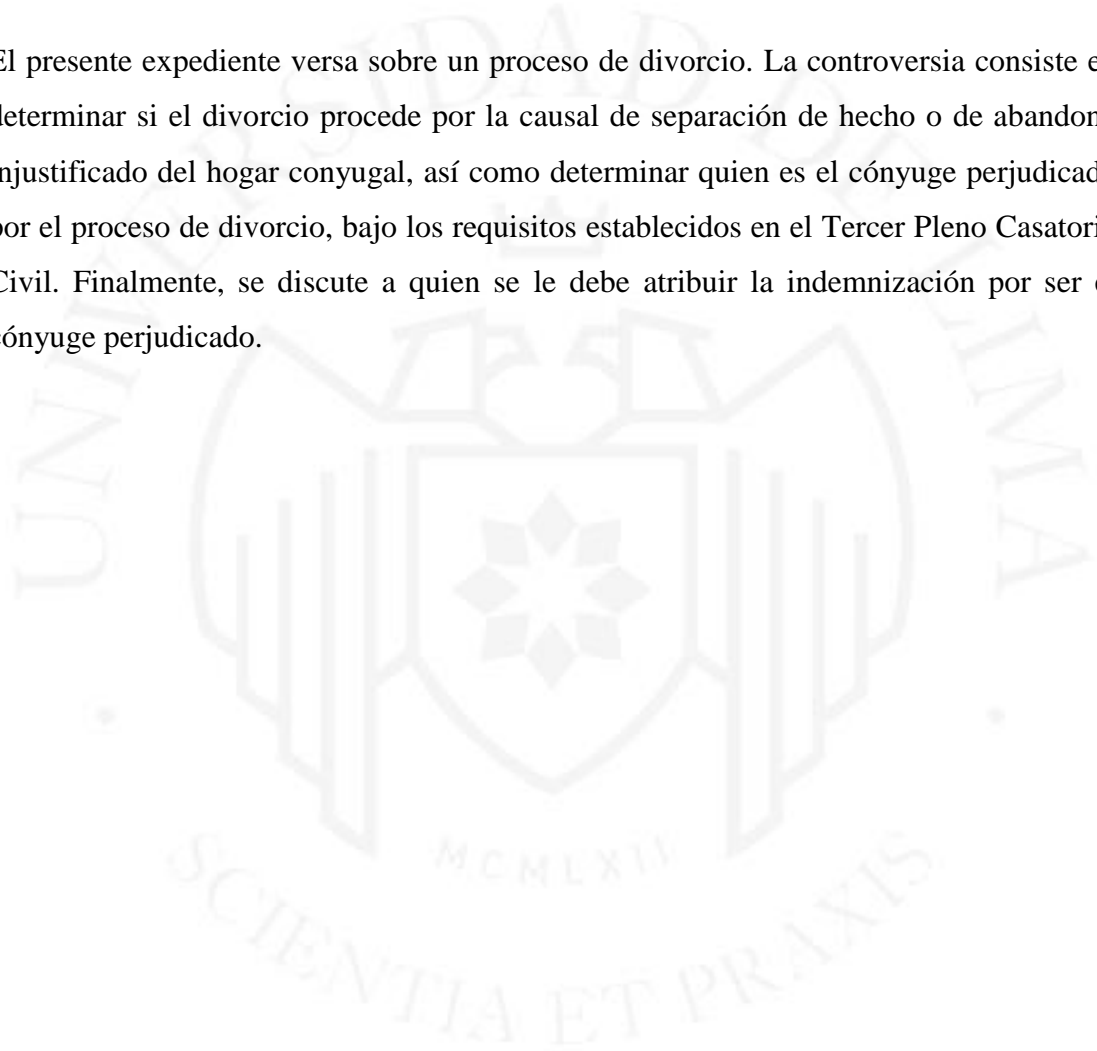 El presente expediente versa sobre un proceso de divorcio. La controversia consiste e
determinar si el divorcio procede por la causal de separación de hecho o de abandon
injustificado del hogar conyugal, así como determinar quien es el cónyuge perjudicad
por el proceso de divorcio, bajo los requisitos establecidos en el Tercer Pleno Casatori
Civil. Finalmente, se discute a quien se le debe atribuir la indemnización por ser e
cónyuge perjudicado.
UNIVERSIDAD DE LIMA
MCMLXII
SCIENTIA ET PRAXIS